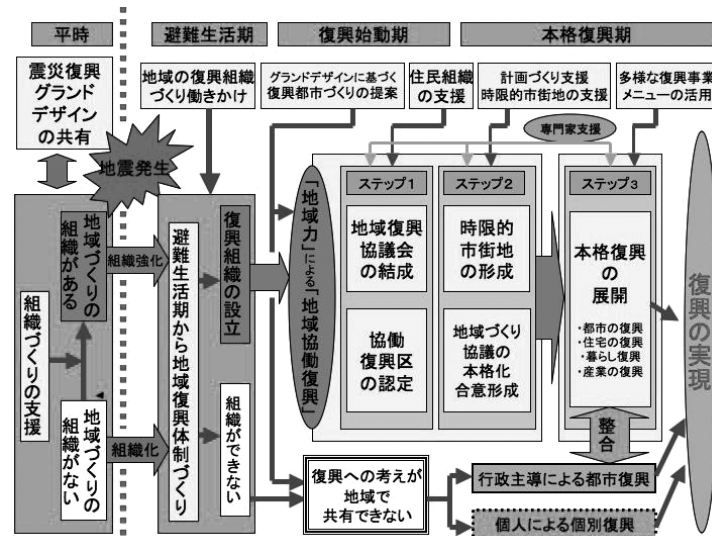 平時
避難生活期
復興始動期
本格復興期
震災復興
グランド
デザイン
の共有
地域の復興組織
づくり働きかけ
グランドデザインに基づく
復興都市づくりの提案
住民組織
の支援
計画づくり支援
時限的市街地の支援
多様な復興事業
メニューの活用
専門家支援
地震発生
組織づくりの支援
地域づくりの
組織がある
地域づくりの
組織がない
組織強化
組織化
避難生活期から地域復興体制づくり
復興組織の設立
組織ができない
「地域力」による「地域協働復興」
ステップ1
地域復興
協議会
の結成
協働
復興区
の認定
ステップ2
時限的
市街地
の形成
地域づくり
協議の
本格化
合意形成
ステップ3
本格復興
の
展開
・都市の復興
・住宅の復興
・暮らし復興
・産業の復興
整合
復興への考えが
地域で
共有できない
行政主導による都市復興
個人による個別復興
復興の実現